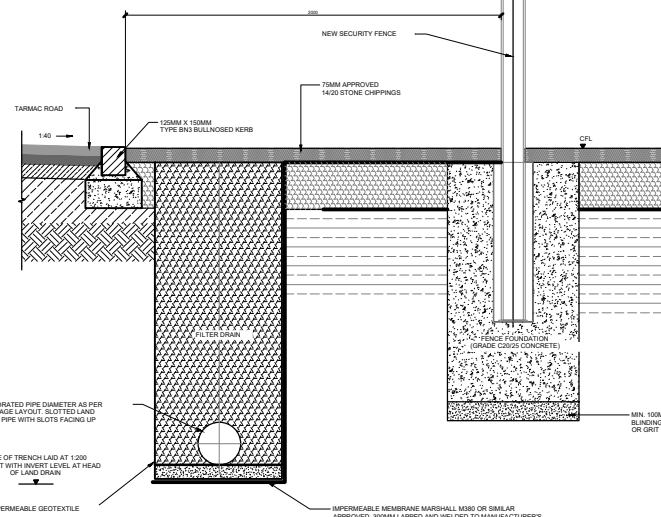 2000
NEW SECURITY FENCE
75MM APPROVED
14/20 STONE CHIPPINGS
TARMAC ROAD
125MM X 150MM
TYPE BN3 BULLNOSED KERB
1:40
CFL
FILTER DRAIN
FENCE FOUNDATION
(GRADE C20/25 CONCRETE)
ORATED PIPE DIAMETER AS PER
AGE LAYOUT. SLOTTED LAND
PIPE WITH SLOTS FACING UP
MIN. 100M
BLINDING
OR GRIT
E OF TRENCH LAID AT 1:200
T WITH INVERT LEVEL AT HEAD
OF LAND DRAIN
PERMEABLE GEOTEXTILE
IMPERMEABLE MEMBRANE MARSHALL M380 OR SIMILAR
APPROVED. 300MM LAPPED AND WELDED TO MANUFACTURER'S